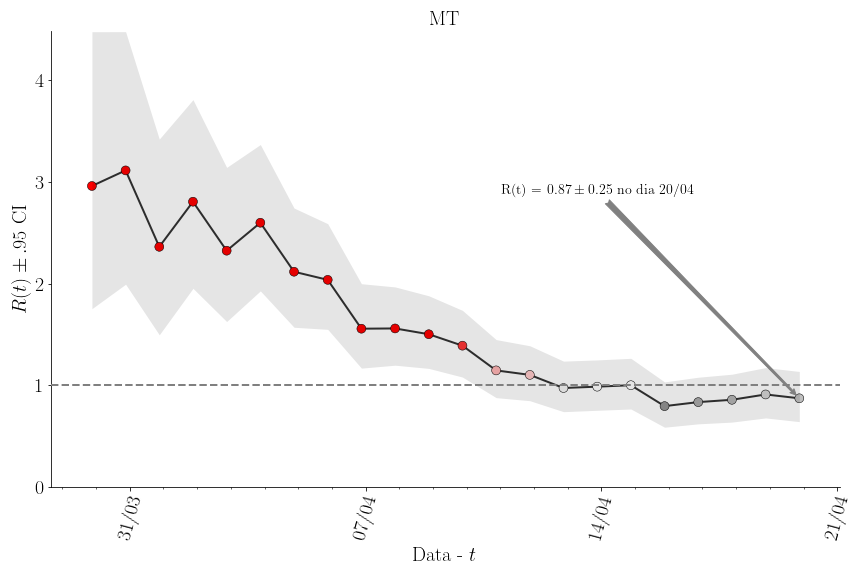 MT
R(t) ± .95 CI
4
3
2
1
0
R(t) = 0.87 ± 0.25 no dia 20/04
31/03
07/04
14/04
21/04
Data - t